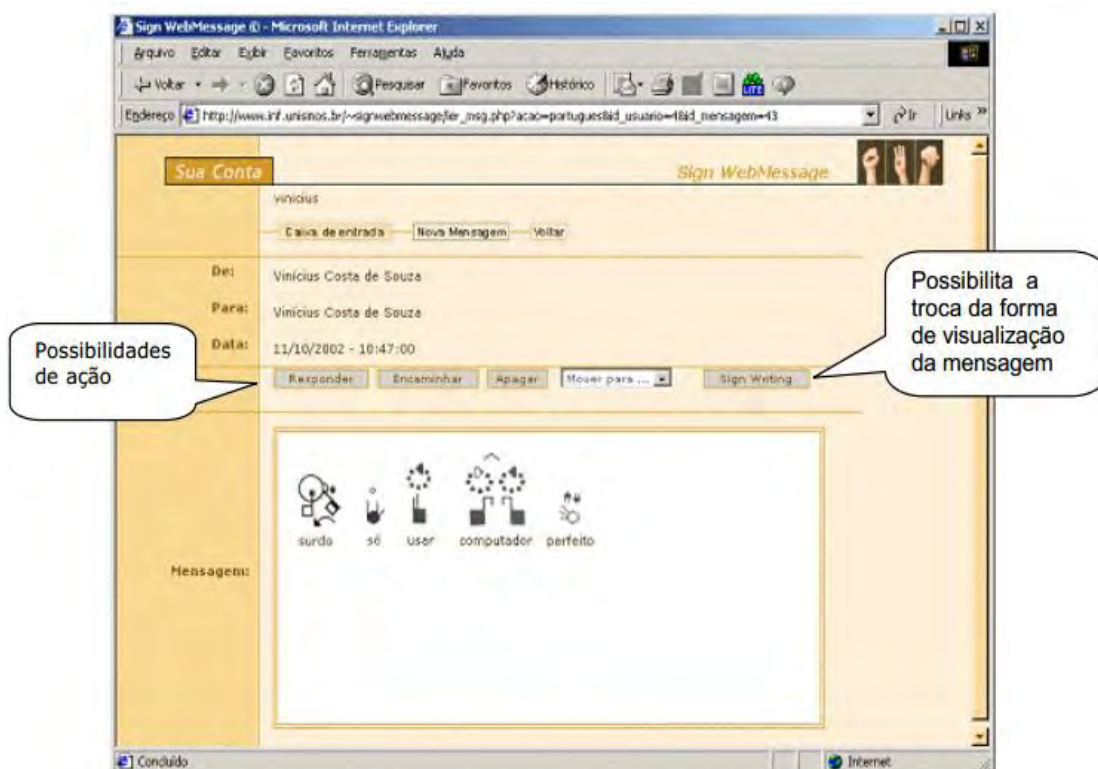 Sign WebMessage © - Microsoft Internet Explorer
Arquivo Editar Exibir Favoritos Ferramentas Ajuda
Voltar Pesquisar Favoritos Histórico LITE
Endereço http://www.inf.unisinos.br/~signwebmessage/ler_msg.php?acao=portugues&id_usuario=4&id_mensagem=43 Ir Links »
Sua Conta Sign WebMessage
vinicius
Caixa de entrada Nova Mensagem Voltar
De: Vinícius Costa de Souza
Para: Vinícius Costa de Souza
Data: 11/10/2002 - 10:47:00
Responder Encaminhar Apagar Mover para ... Sign Writing
Possibilidades
de ação
Possibilita a
troca da forma
de visualização
da mensagem
surdo só usar computador perfeito
Mensagem:
Concluído Internet